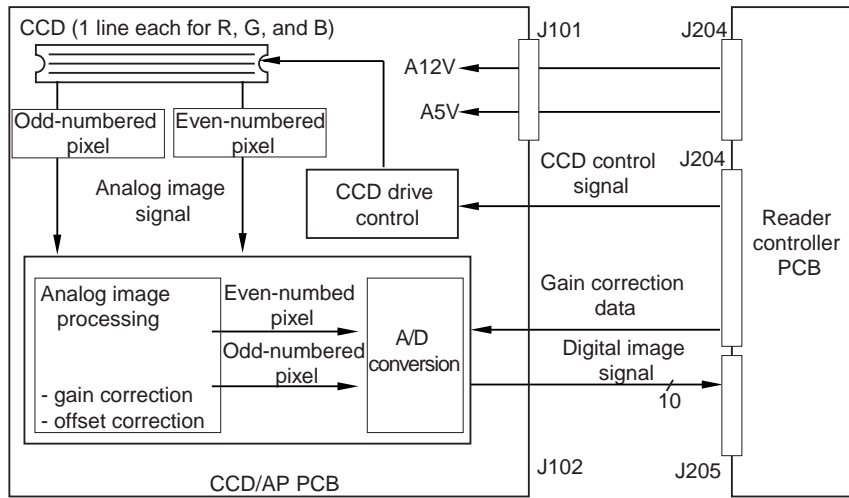 CCD (1 line each for R, G, and B)
J101
J204
A12V
A5V
Odd-numbered
pixel
Even-numbered
pixel
Analog image
signal
CCD drive
control
CCD control
signal
J204
Reader
controller
PCB
Analog image
processing
- gain correction
- offset correction
Even-numbed
pixel
Odd-numbered
pixel
A/D
conversion
Gain correction
data
Digital image
signal
10
J102
J205
CCD/AP PCB